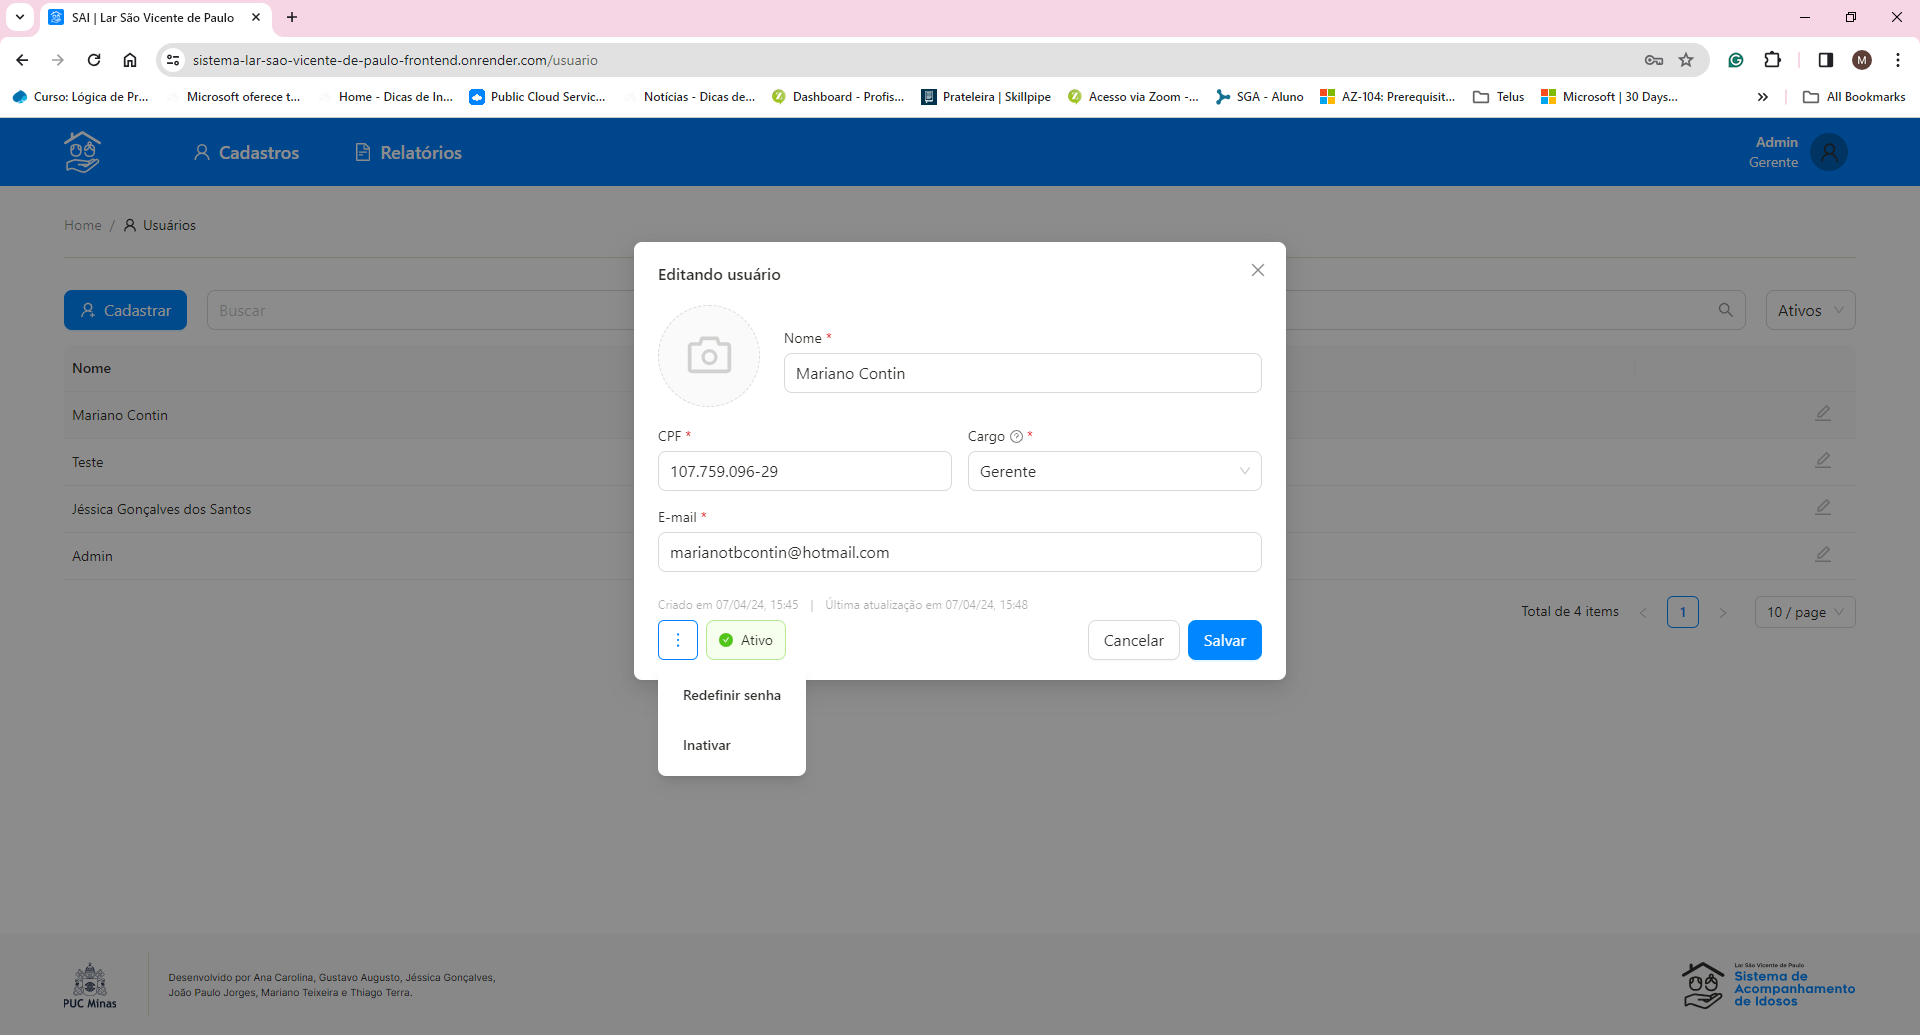 SAI | Lar São Vicente de Paulo
sistema-lar-sao-vicente-de-paulo-frontend.onrender.com/usuario
M
Curso: Lógica de Pr...
Microsoft oferece t...
Home - Dicas de In...
Public Cloud Servic...
Notícias - Dicas de...
Dashboard - Profis...
Prateleira | Skillpipe
Acesso via Zoom -...
SGA - Aluno
AZ-104: Prerequisit...
Telus
Microsoft | 30 Days...
All Bookmarks
Cadastros
Relatórios
Admin
Gerente
Home / Usuários
Cadastrar
Buscar
Ativos
Nome
Mariano Contin
Teste
Jéssica Gonçalves dos Santos
Admin
Total de 4 items
1
10 / page
Editando usuário
Nome *
Mariano Contin
CPF *
107.759.096-29
Cargo *
Gerente
E-mail *
marianotbcontin@hotmail.com
Criado em 07/04/24, 15:45 | Última atualização em 07/04/24, 15:48
Ativo
Cancelar
Salvar
Redefinir senha
Inativar
PUC Minas
Desenvolvido por Ana Carolina, Gustavo Augusto, Jéssica Gonçalves,
João Paulo Jorges, Mariano Teixeira e Thiago Terra.
Lar São Vicente de Paulo
Sistema de
Acompanhamento
de Idosos